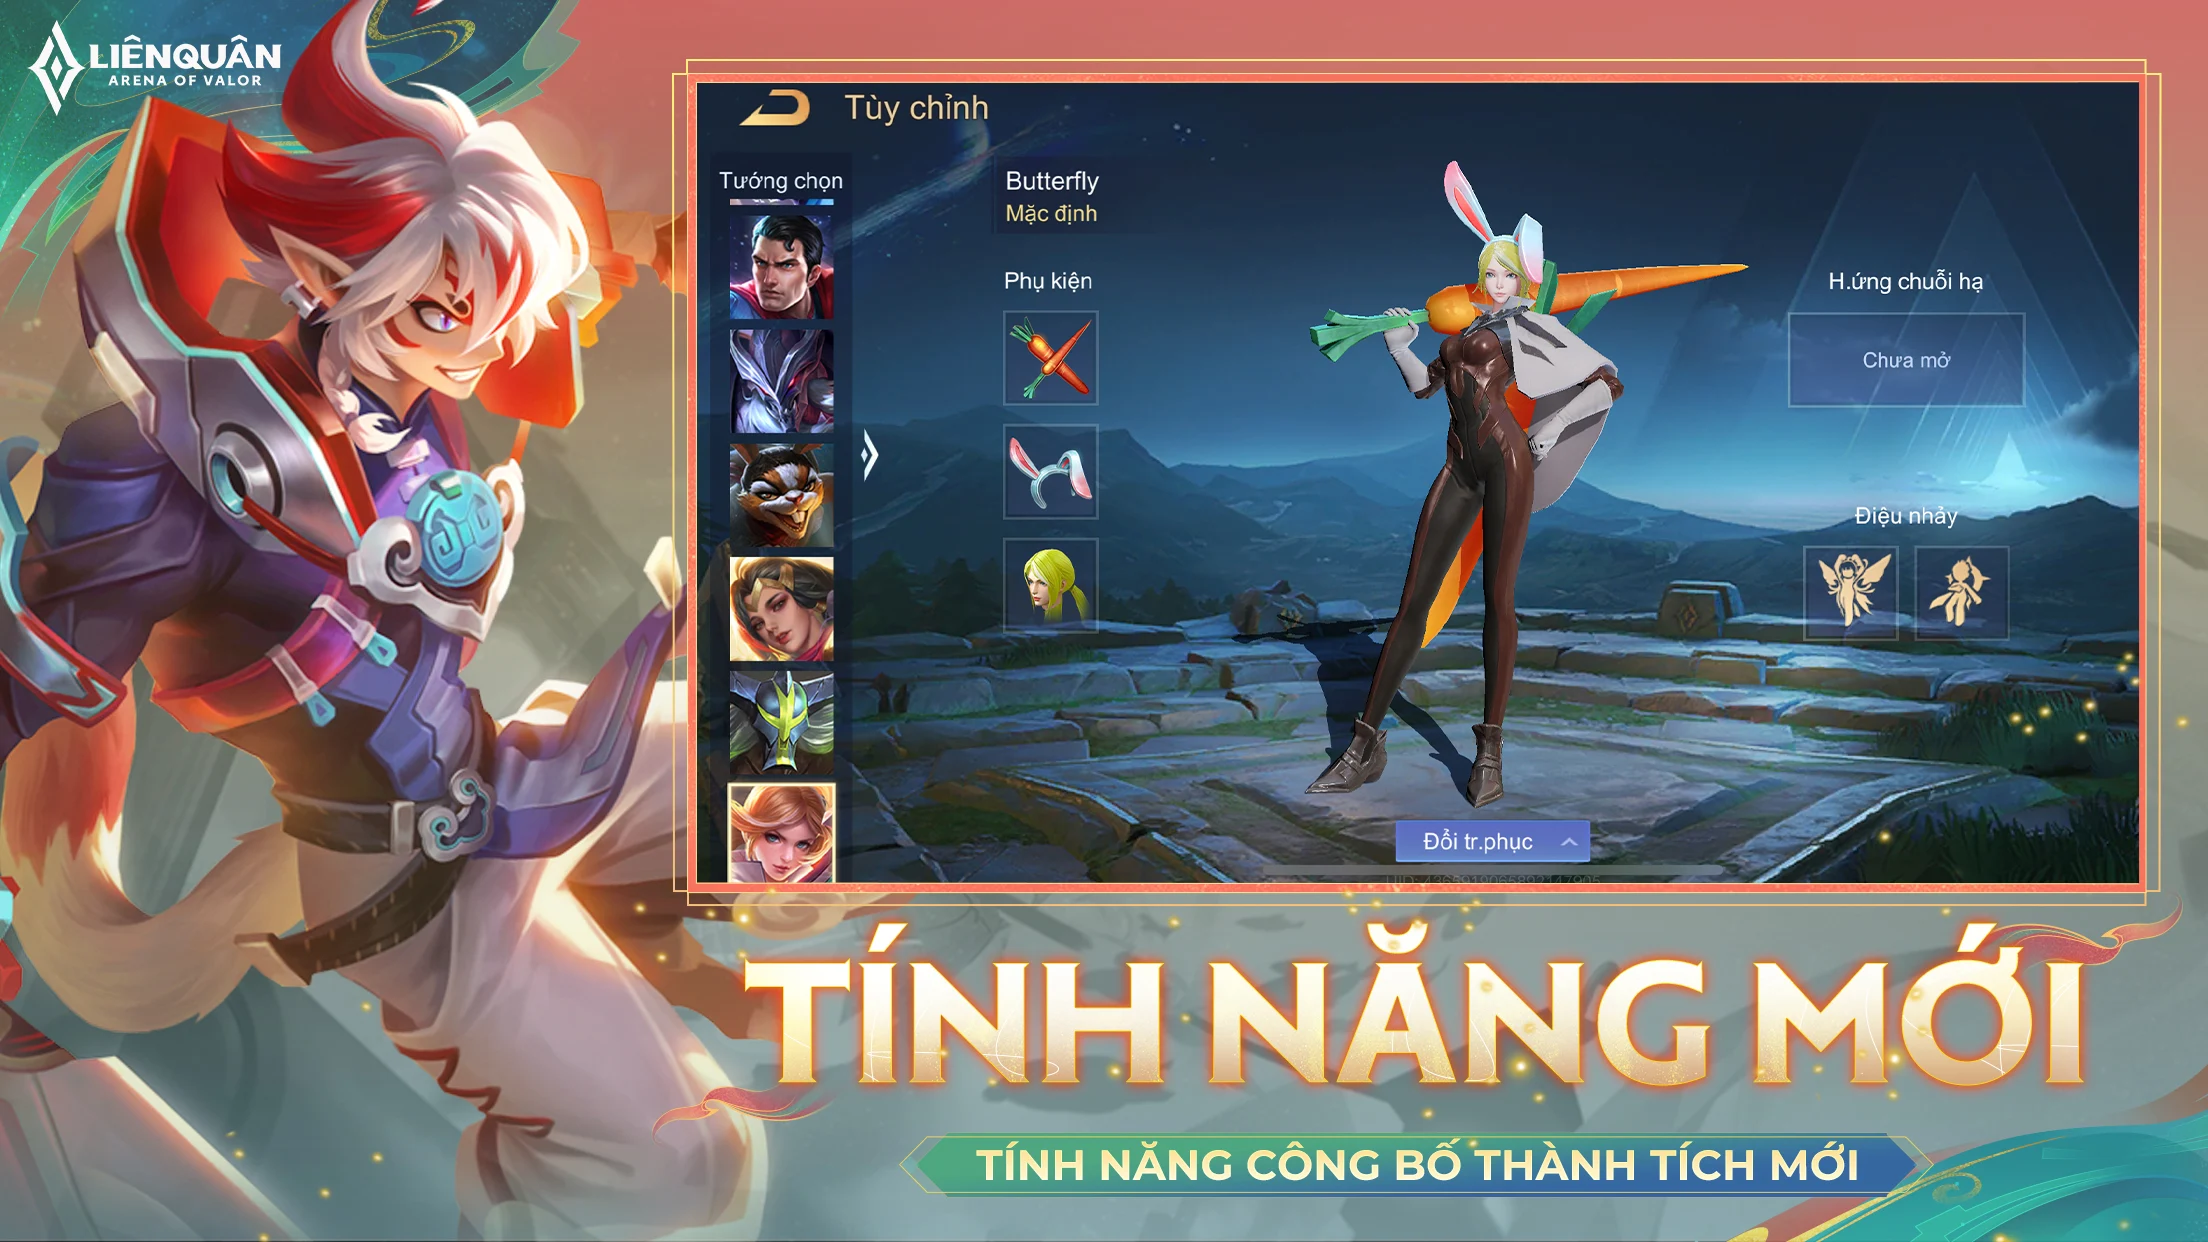 LIÊNQUÂN
ARENA OF VALOR
Tùy chỉnh
Tướng chọn
Butterfly
Mặc định
Phụ kiện
H.ứng chuỗi hạ
Chưa mở
Điệu nhảy
Đổi tr.phục
TÍNH NĂNG MỚI
TÍNH NĂNG CÔNG BỐ THÀNH TÍCH MỚI